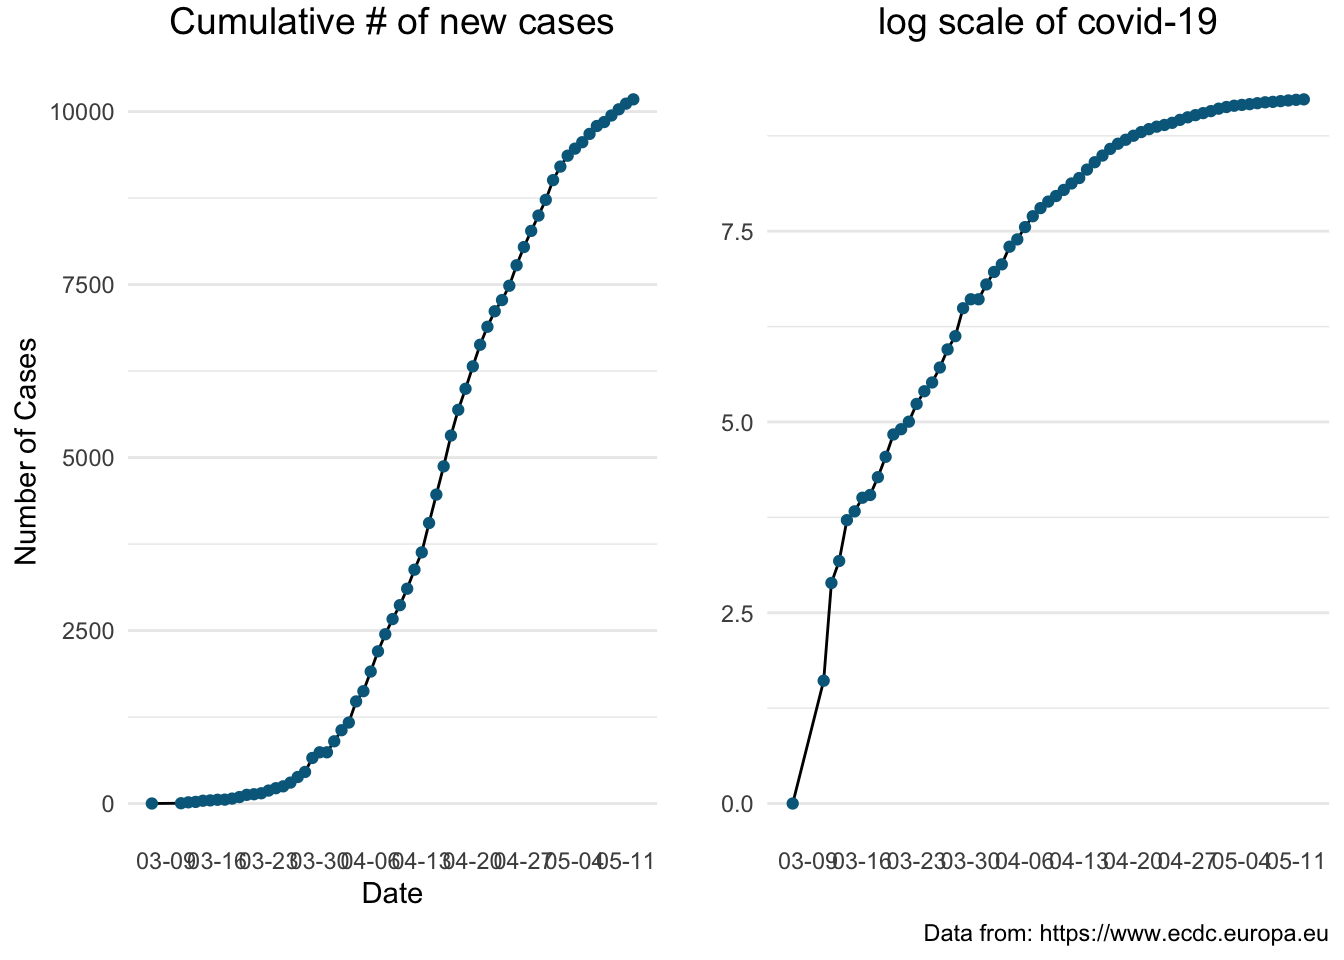 Cumulative # of new cases
10000
7500
5000
2500
0
Number of Cases
03-09 03-16 03-23 03-30 04-06 04-13 04-20 04-27 05-04 05-11
Date
log scale of covid-19
7.5
5.0
2.5
0.0
03-09 03-16 03-23 03-30 04-06 04-13 04-20 04-27 05-04 05-11
Data from: https://www.ecdc.europa.eu